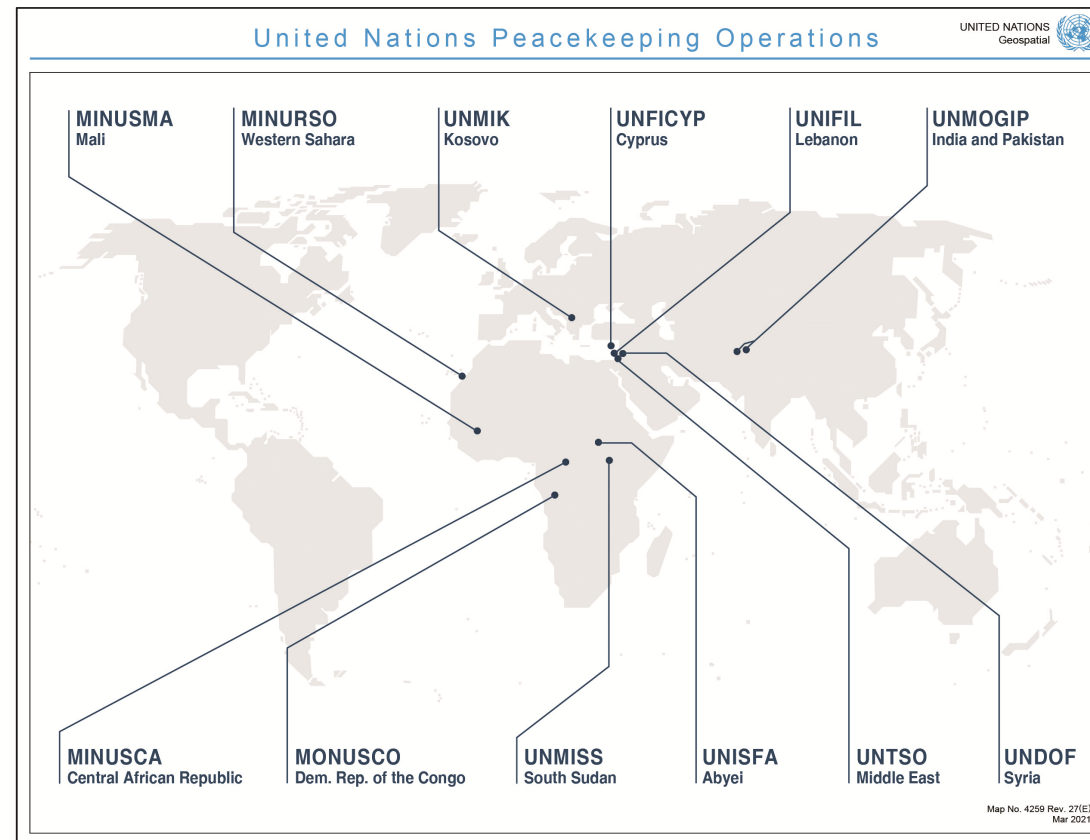 United Nations Peacekeeping Operations
UNITED NATIONS
Geospatial
MINUSMA
Mali
MINURSO
Western Sahara
UNMIK
Kosovo
UNFICYP
Cyprus
UNIFIL
Lebanon
UNMOGIP
India and Pakistan
MINUSCA
Central African Republic
MONUSCO
Dem. Rep. of the Congo
UNMISS
South Sudan
UNISFA
Abyei
UNTSO
Middle East
UNDOF
Syria
Map No. 4259 Rev. 27(E)
Mar 2021